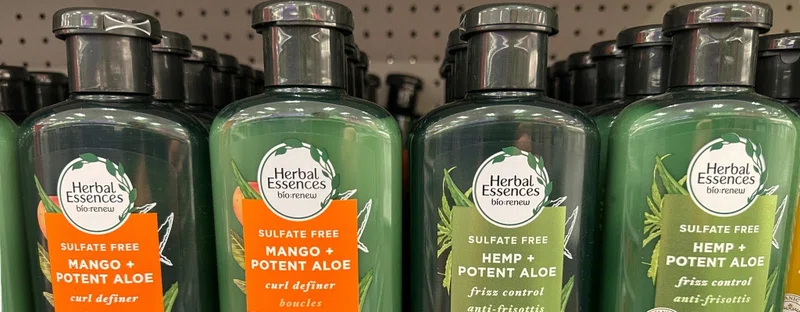 Herbal
Essences
bio:renew
SULFATE FREE
MANGO +
POTENT ALOE
curl definer
Herbal
Essences
bio:renew
SULFATE FREE
MANGO +
POTENT ALOE
curl definer
boucles
Herbal
Essences
bio:renew
SULFATE FREE
HEMP +
POTENT ALOE
frizz control
anti-frisottis
Herbal
Essences
bio:renew
SULFATE FREE
HEMP +
POTENT ALOE
frizz control
anti-frisottis